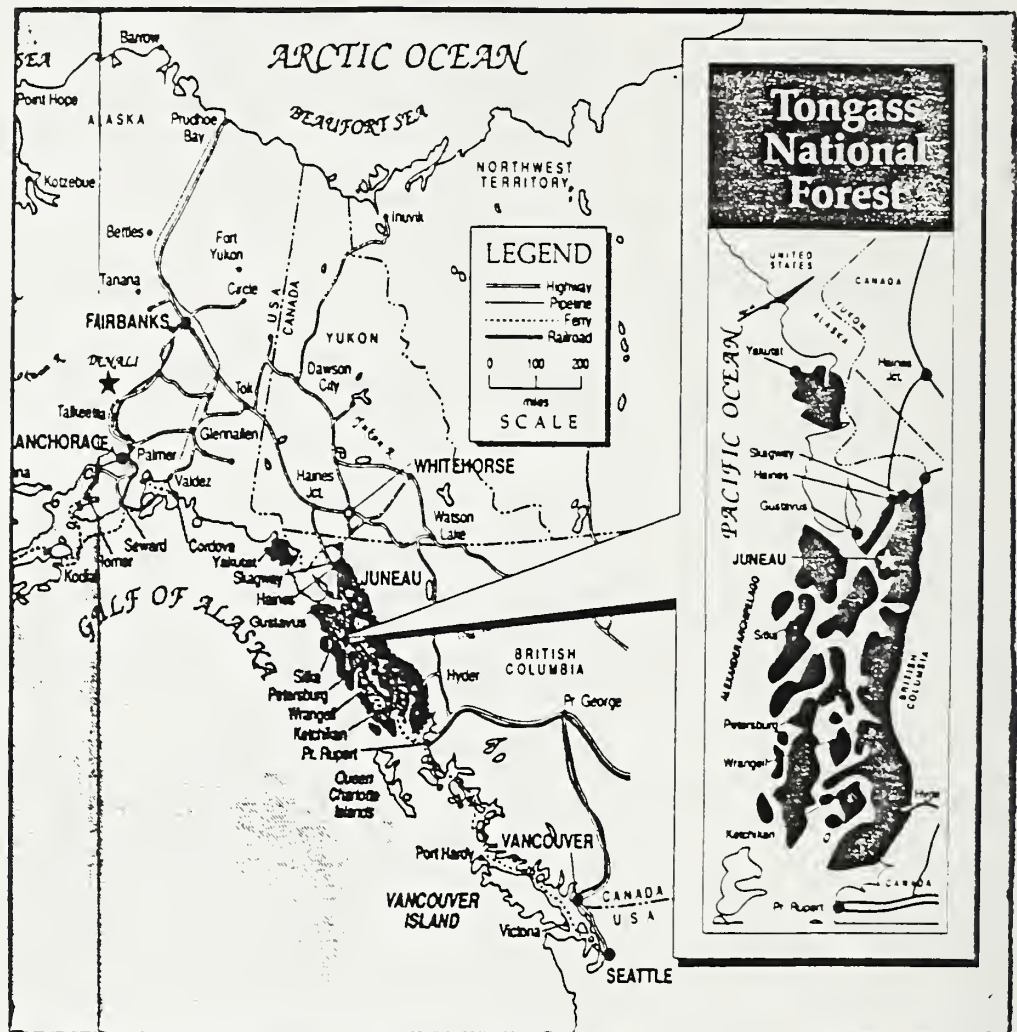 Barrow
ARCTIC OCEAN
SEA
Point Hope
ALASKA
Prudhoe
Bay
BEAUFORT SEA
NORTHWEST
TERRITORY
Kotzebue
Inuvik
Bettles
Fort
Yukon
Tanana
Circle
USA
CANADA
FAIRBANKS
YUKON
DENALI
Dawson
City
Tok
Talkeetna
Glennallen
Yukon
ANCHORAGE
Palmer
WHITEHORSE
Valdez
Haines
Jct.
Watson
Lake
Seward
Cordova
Homer
Kodiak
Yakutat
Skagway
JUNEAU
Haines
GULF OF ALASKA
Gustavus
BRITISH
COLUMBIA
Hyder
Sitka
Petersburg
Wrangell
Ketchikan
Pr. George
Pr. Rupert
Queen
Charlotte
Islands
VANCOUVER
Port Hardy
VANCOUVER
ISLAND
CANADA
USA
Victoria
SEATTLE
LEGEND
Highway
Pipeline
Ferry
Railroad
0 100 200
miles
SCALE
Tongass
National
Forest
UNITED
STATES
CANADA
YUKON
ALASKA
PACIFIC OCEAN
Yakutat
Haines
Jct.
Skagway
Haines
Gustavus
JUNEAU
ALEXANDER ARCHIPELAGO
Sitka
BRITISH
COLUMBIA
Petersburg
Wrangell
Hyder
Ketchikan
CANADA
Pr. Rupert